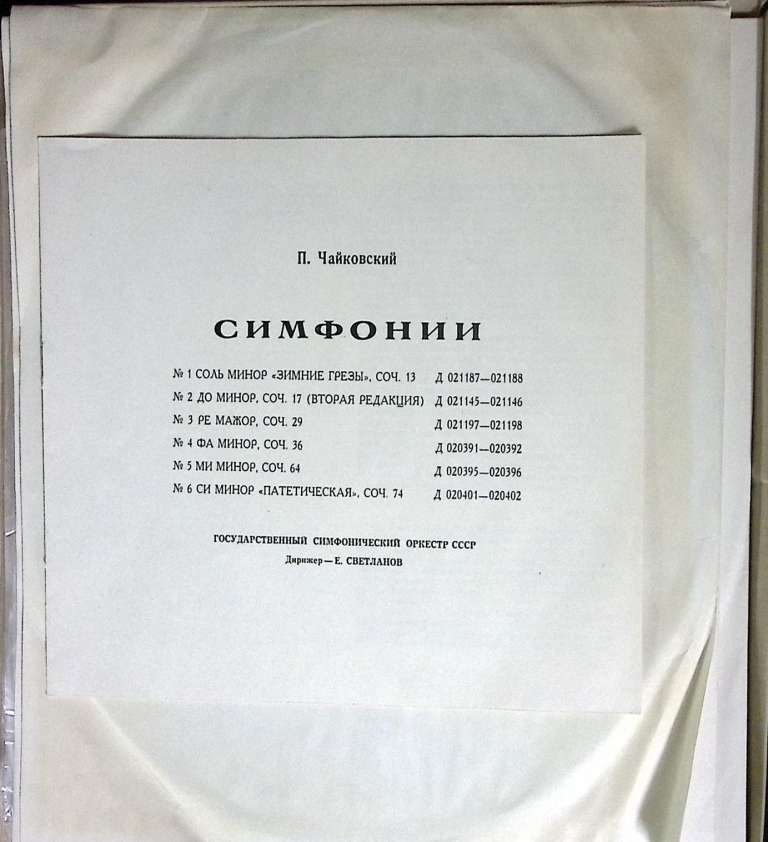 П. Чайковский
СИМФОНИИ
№ 1 СОЛЬ МИНОР «ЗИМНИЕ ГРЕЗЫ», СОЧ. 13 Д 021187—021188
№ 2 ДО МИНОР, СОЧ. 17 (ВТОРАЯ РЕДАКЦИЯ) Д 021145—021146
№ 3 РЕ МАЖОР, СОЧ. 29 Д 021197—021198
№ 4 ФА МИНОР, СОЧ. 36 Д 020391—020392
№ 5 МИ МИНОР, СОЧ. 64 Д 020395—020396
№ 6 СИ МИНОР «ПАТЕТИЧЕСКАЯ», СОЧ. 74 Д 020401—020402
ГОСУДАРСТВЕННЫЙ СИМФОНИЧЕСКИЙ ОРКЕСТР СССР
Дирижер—Е. СВЕТЛАНОВ